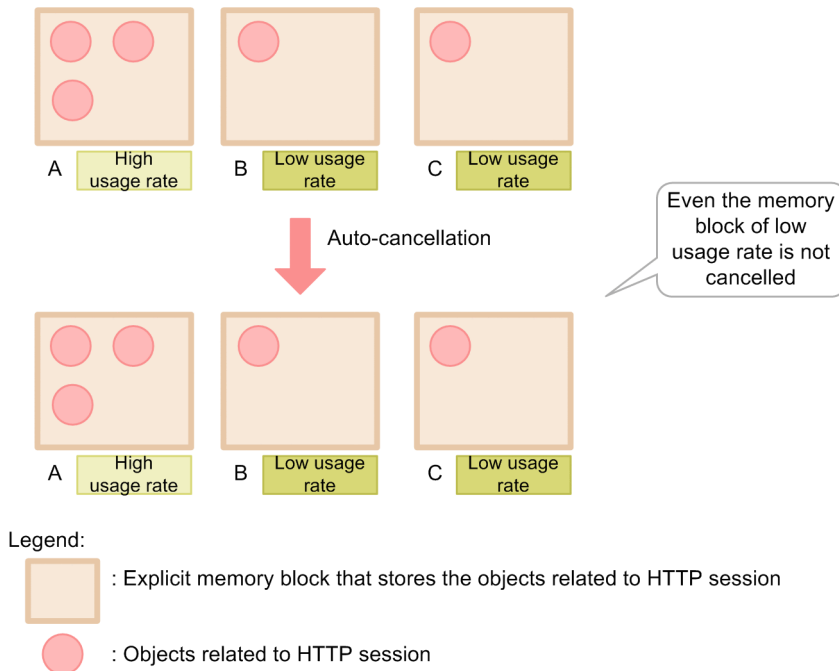 A
High
usage rate
B
Low usage
rate
C
Low usage
rate
Auto-cancellation
Even the memory
block of low
usage rate is not
cancelled
A
High
usage rate
B
Low usage
rate
C
Low usage
rate
Legend:
: Explicit memory block that stores the objects related to HTTP session
: Objects related to HTTP session